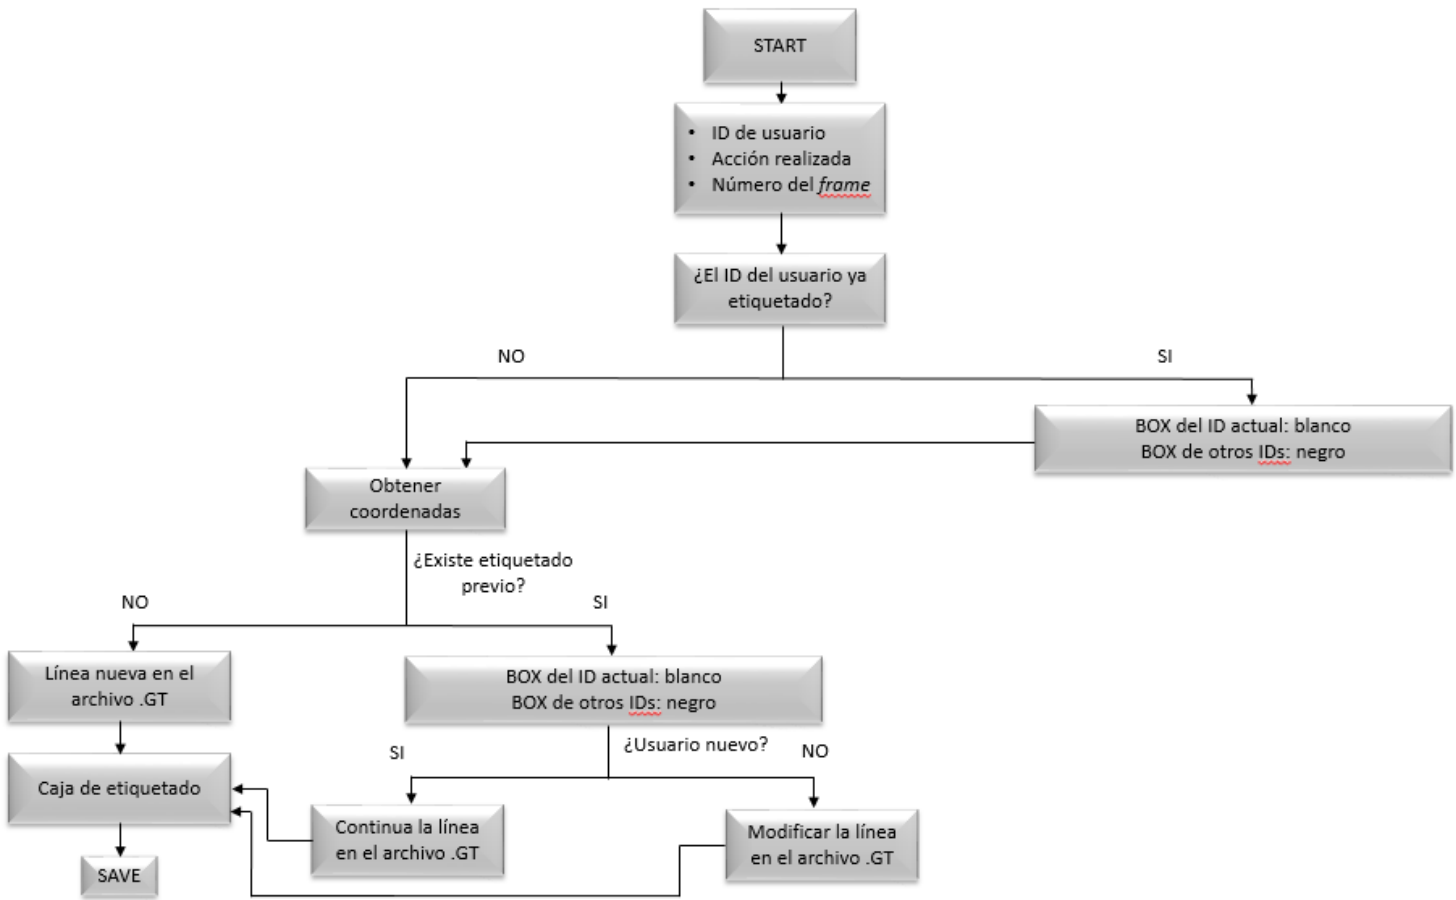 START
• ID de usuario
• Acción realizada
• Número del frame
¿El ID del usuario ya
etiquetado?
NO
SI
BOX del ID actual: blanco
BOX de otros IDs: negro
Obtener
coordenadas
¿Existe etiquetado
previo?
NO
SI
Línea nueva en el
archivo .GT
BOX del ID actual: blanco
BOX de otros IDs: negro
¿Usuario nuevo?
SI
NO
Caja de etiquetado
Continua la línea
en el archivo .GT
Modificar la línea
en el archivo .GT
SAVE